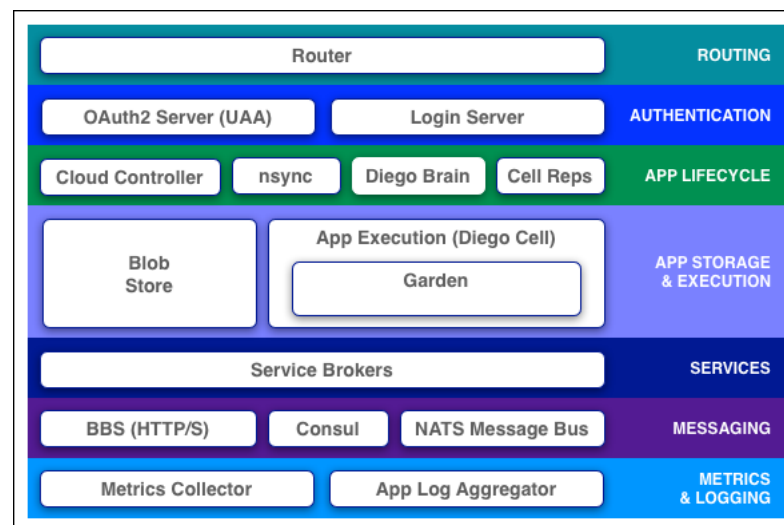 Router
ROUTING
OAuth2 Server (UAA)
Login Server
AUTHENTICATION
Cloud Controller
nsync
Diego Brain
Cell Reps
APP LIFECYCLE
Blob
Store
App Execution (Diego Cell)
Garden
APP STORAGE
& EXECUTION
Service Brokers
SERVICES
BBS (HTTP/S)
Consul
NATS Message Bus
MESSAGING
Metrics Collector
App Log Aggregator
METRICS
& LOGGING